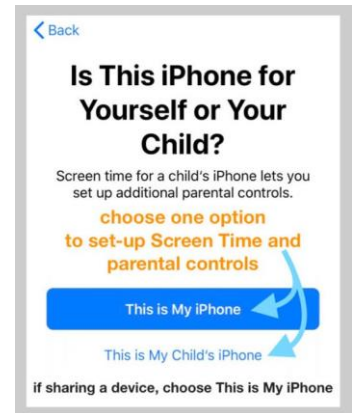 Back
Is This iPhone for
Yourself or Your
Child?
Screen time for a child's iPhone lets you
set up additional parental controls.
choose one option
to set-up Screen Time and
parental controls
This is My iPhone
This is My Child's iPhone
if sharing a device, choose This is My iPhone